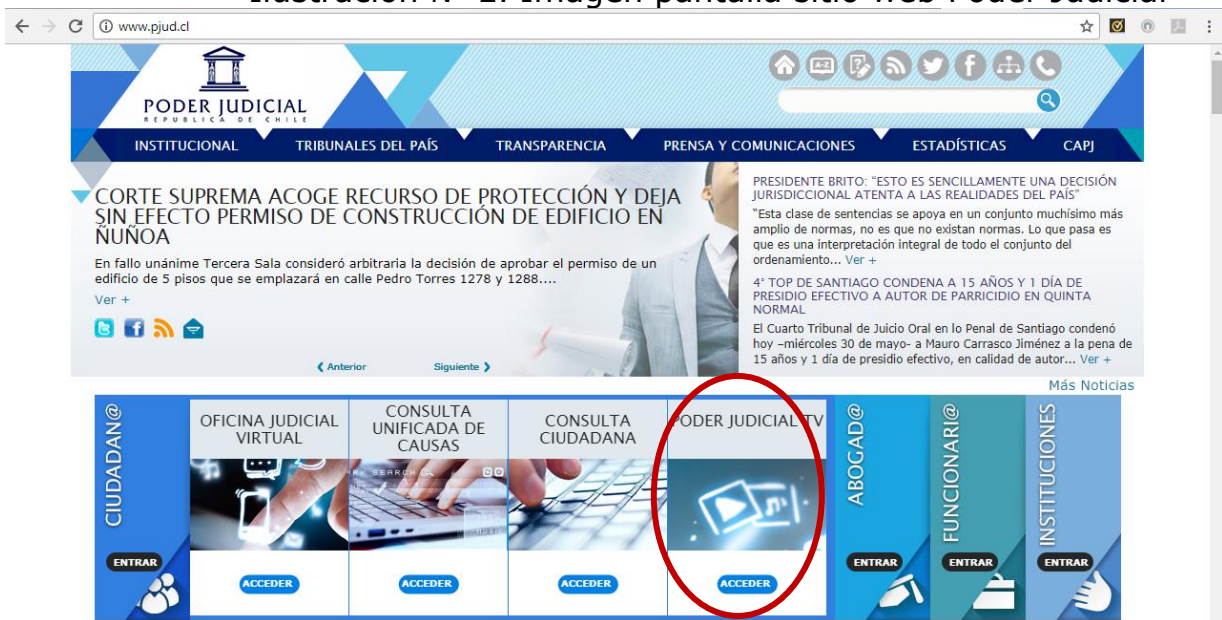 Ilustración N° 2: Imagen pantalla sitio web Poder Judicial
www.pjud.cl
PODER JUDICIAL
REPUBLICA DE CHILE
INSTITUCIONAL TRIBUNALES DEL PAÍS TRANSPARENCIA PRENSA Y COMUNICACIONES ESTADÍSTICAS CAPJ
CORTE SUPREMA ACOGE RECURSO DE PROTECCIÓN Y DEJA
SIN EFECTO PERMISO DE CONSTRUCCIÓN DE EDIFICIO EN
ÑUÑOA
En fallo unánime Tercera Sala consideró arbitraria la decisión de aprobar el permiso de un
edificio de 5 pisos que se emplazará en calle Pedro Torres 1278 y 1288....
Ver +
Anterior Siguiente
PRESIDENTE BRITO: "ESTO ES SENCILLAMENTE UNA DECISIÓN
JURISDICCIONAL ATENTA A LAS REALIDADES DEL PAÍS"
"Esta clase de sentencias se apoya en un conjunto muchísimo más
amplio de normas, no es que no existan normas. Lo que pasa es
que es una interpretación integral de todo el conjunto del
ordenamiento... Ver +
4° TOP DE SANTIAGO CONDENA A 15 AÑOS Y 1 DÍA DE
PRESIDIO EFECTIVO A AUTOR DE PARRICIDIO EN QUINTA
NORMAL
El Cuarto Tribunal de Juicio Oral en lo Penal de Santiago condenó
hoy –miércoles 30 de mayo- a Mauro Carrasco Jiménez a la pena de
15 años y 1 día de presidio efectivo, en calidad de autor... Ver +
Más Noticias
CIUDADAN@
ENTRAR
OFICINA JUDICIAL
VIRTUAL
ACCEDER
CONSULTA
UNIFICADA DE
CAUSAS
ACCEDER
CONSULTA
CIUDADANA
ACCEDER
PODER JUDICIAL TV
ACCEDER
ABOGAD@
ENTRAR
FUNCIONARI@
ENTRAR
INSTITUCIONES
ENTRAR